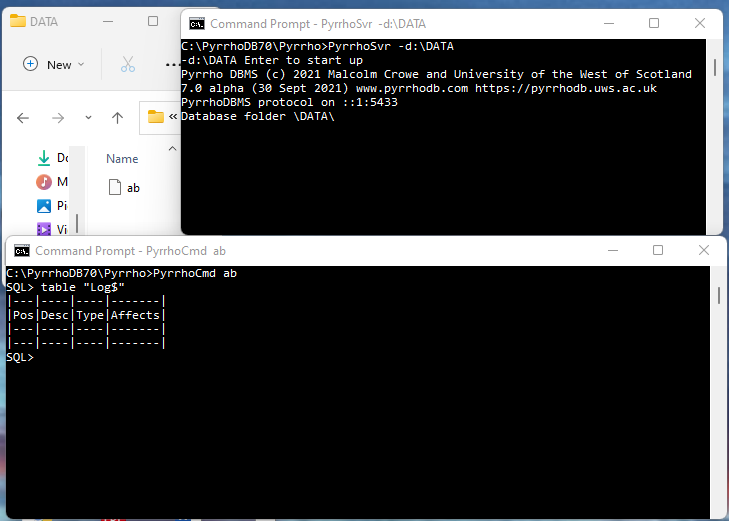 DATA
New
Name
Do
M
Pi
Vi
ab
Command Prompt - PyrrhoSvr -d:\DATA
C:\PyrrhoDB70\Pyrrho>PyrrhoSvr -d:\DATA
-d:\DATA Enter to start up
Pyrrho DBMS (c) 2021 Malcolm Crowe and University of the West of Scotland
7.0 alpha (30 Sept 2021) www.pyrrhodb.com https://pyrrhodb.uws.ac.uk
PyrrhoDBMS protocol on ::1:5433
Database folder \DATA\
Command Prompt - PyrrhoCmd ab
C:\PyrrhoDB70\Pyrrho>PyrrhoCmd ab
SQL> table "Log$"
|---|----|----|-------|
|Pos|Desc|Type|Affects|
|---|----|----|-------|
|---|----|----|-------|
SQL>